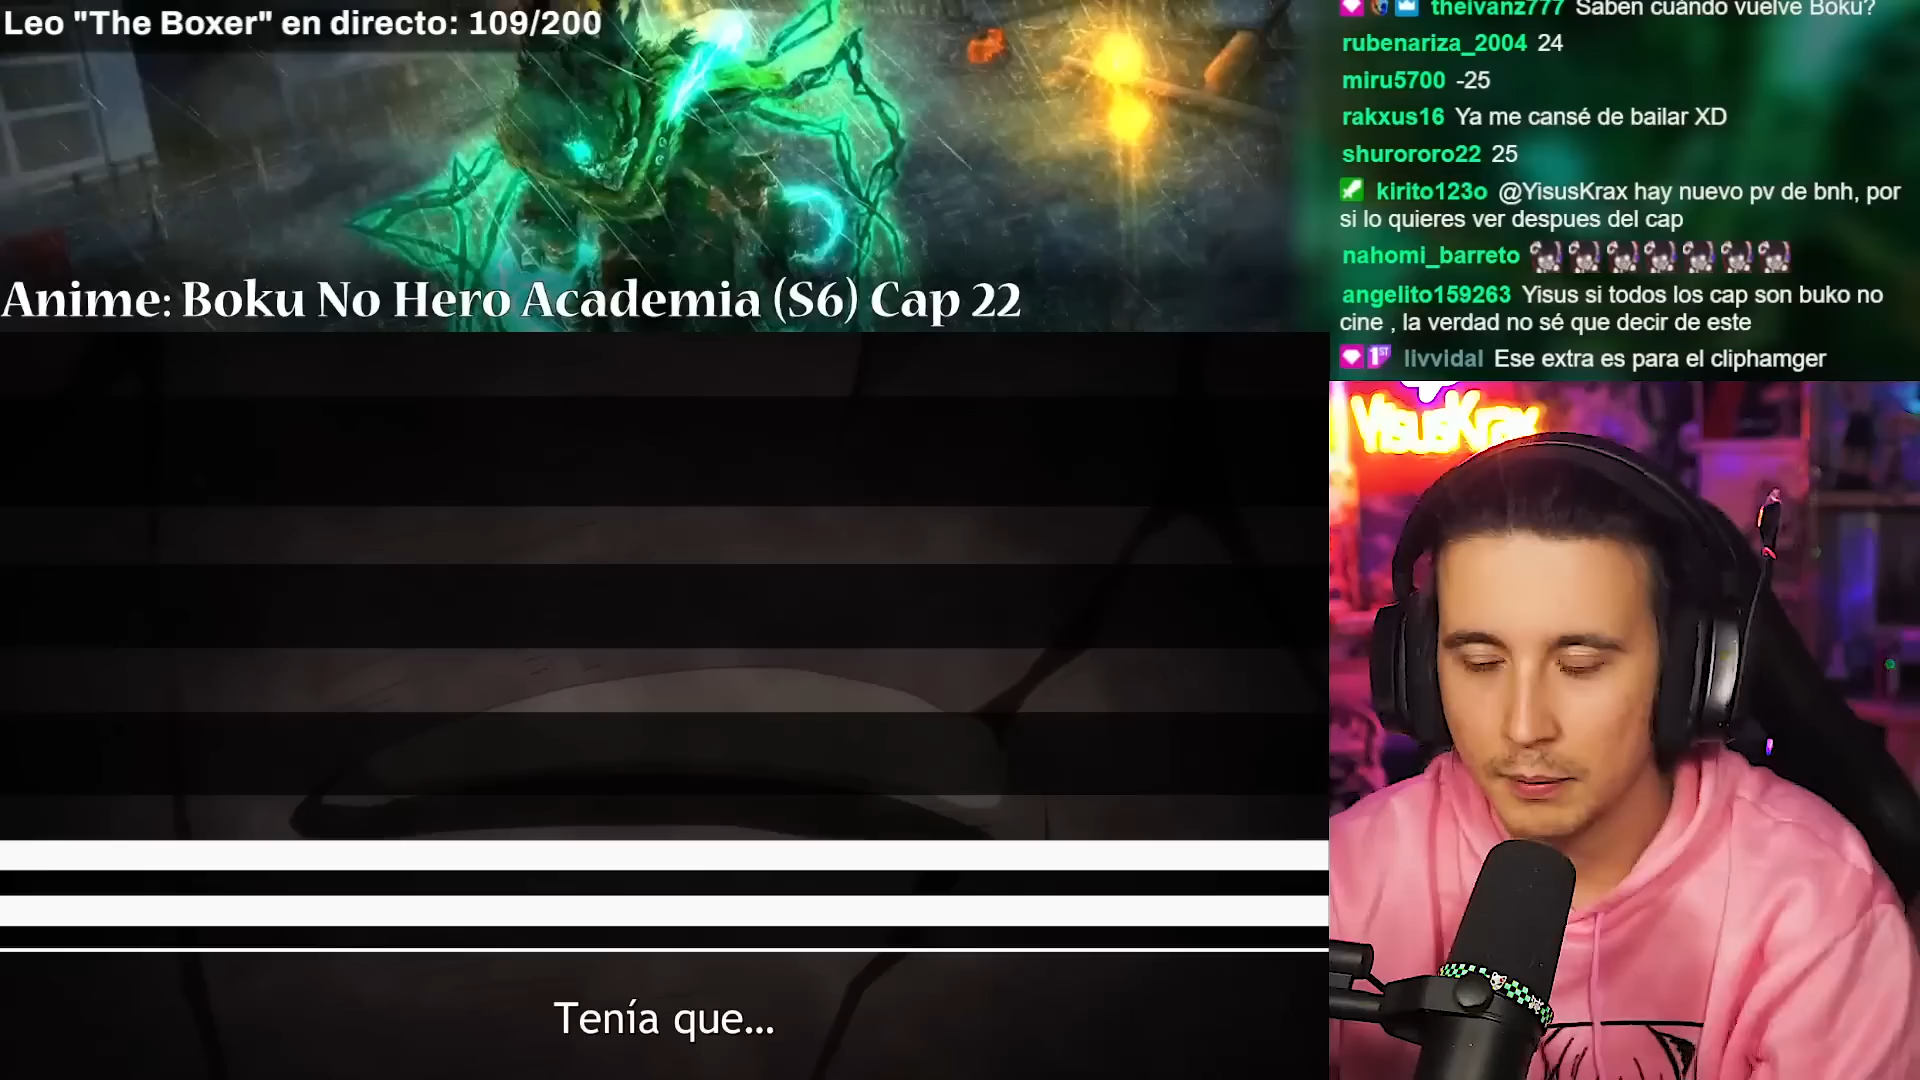 Leo "The Boxer" en directo: 109/200
Anime: Boku No Hero Academia (S6) Cap 22
Tenía que...
theivanz777 Saben cuándo vuelve Boku?
rubenariza_2004 24
miru5700 -25
rakxus16 Ya me cansé de bailar XD
shurororo22 25
kirito123o @YisusKrax hay nuevo pv de bnh, por
si lo quieres ver despues del cap
nahomi_barreto
angelito159263 Yisus si todos los cap son buko no
cine , la verdad no sé que decir de este
1ST livvidal Ese extra es para el cliphamger
YisusKrax